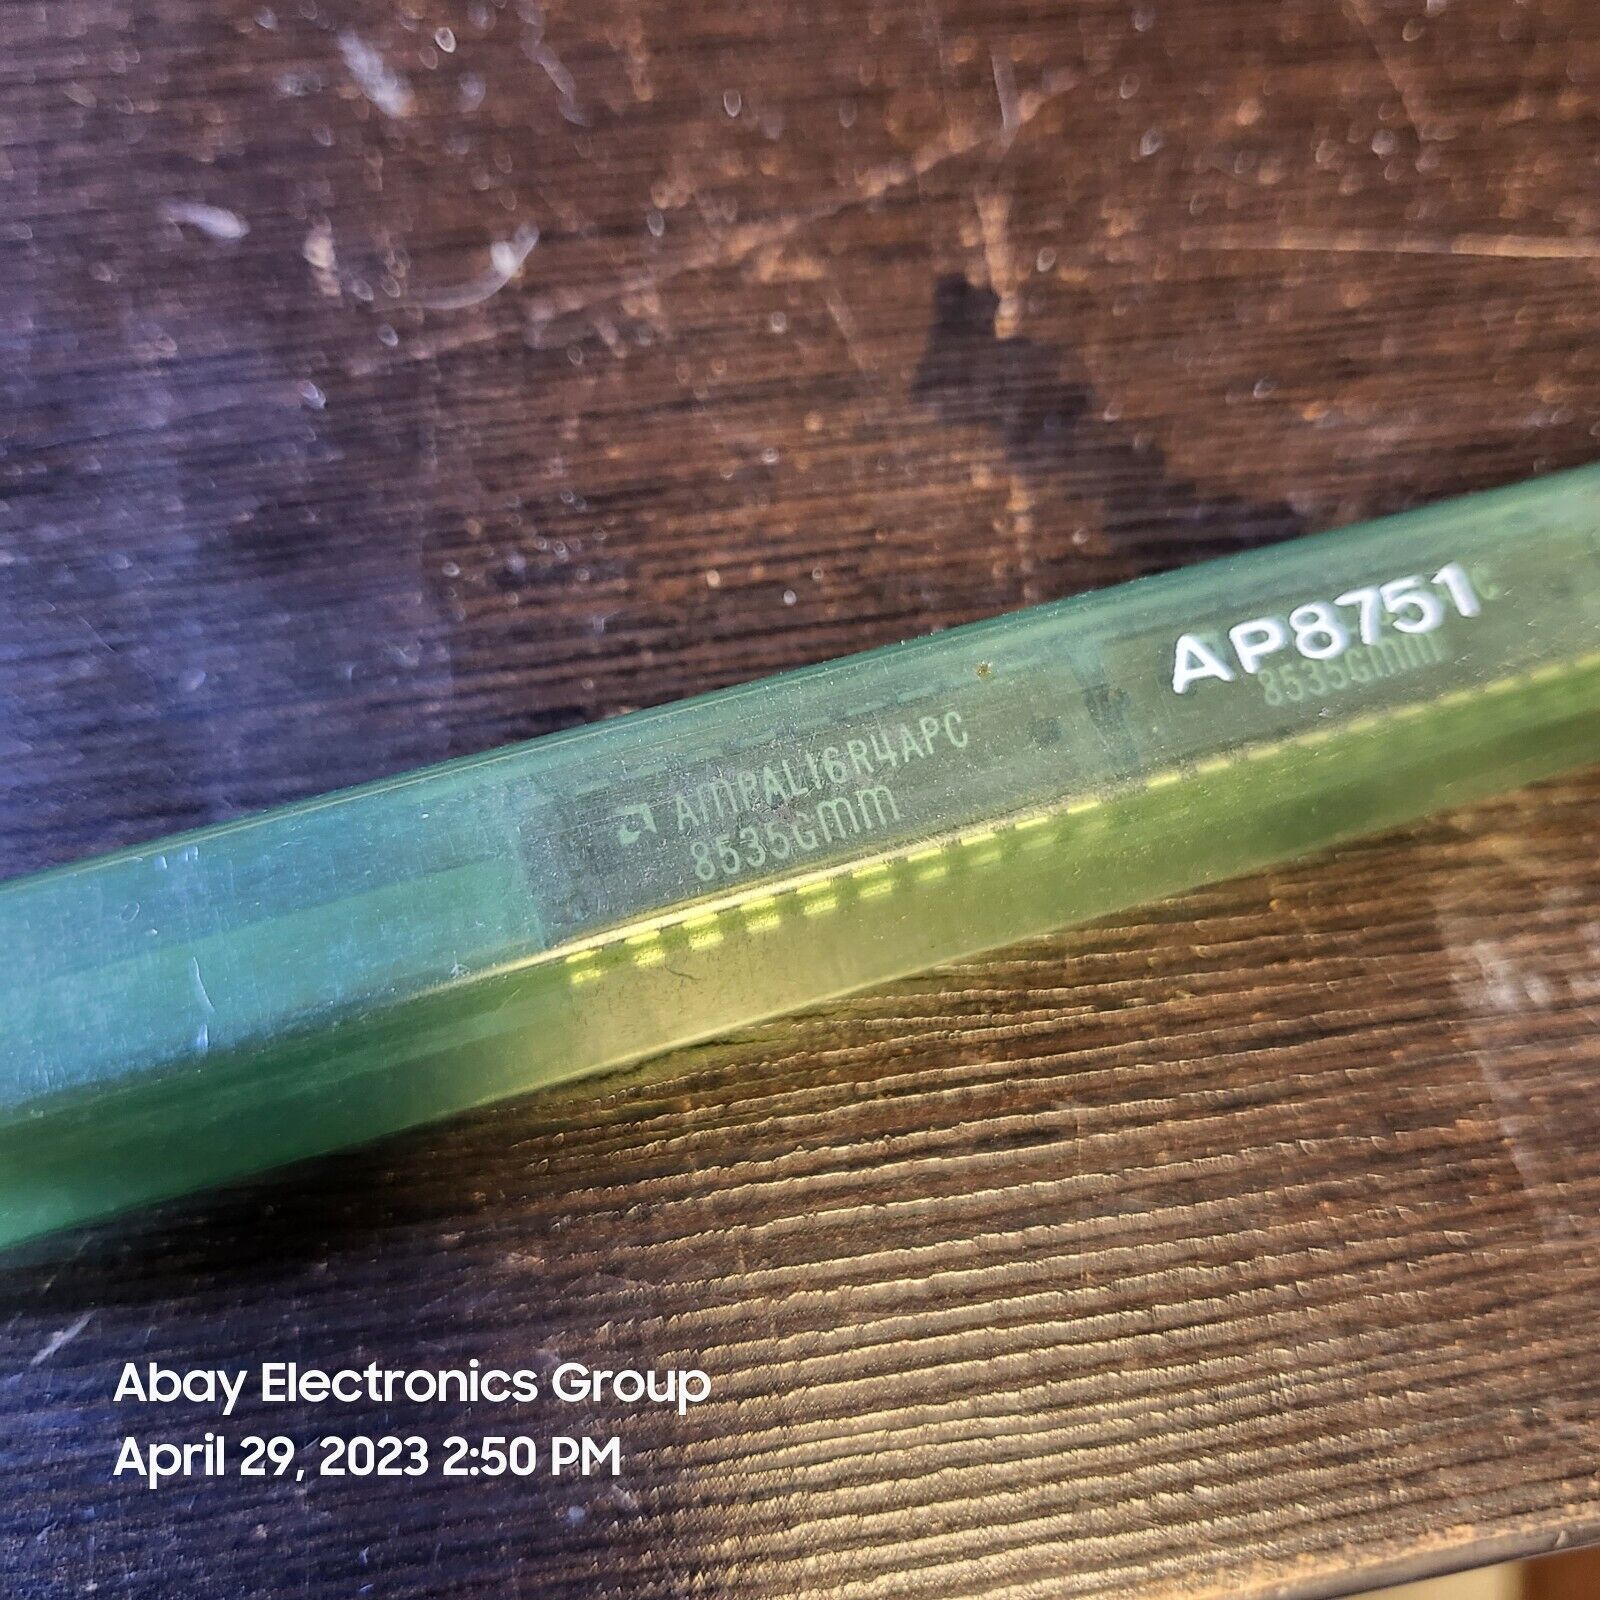 AP8751
8535GMM
AMPAL16R4APC
8535GMM
Abay Electronics Group
April 29, 2023 2:50 PM